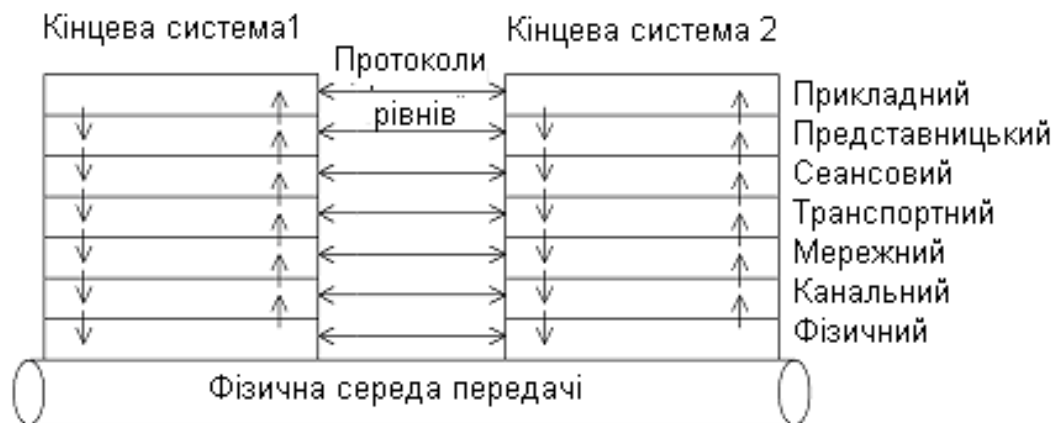 Кінцева система1
Кінцева система 2
Протоколи
рівнів
Прикладний
Представницький
Сеансовий
Транспортний
Мережний
Канальний
Фізичний
Фізична середа передачі